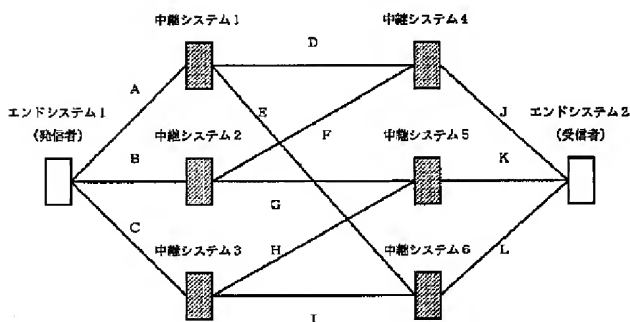 中継システム1
D
中継システム4
A
E
J
エンドシステム1
(発信者)
F
エンドシステム2
(受信者)
中継システム2
中継システム5
B
K
G
C
中継システム3
H
中継システム6
L
I